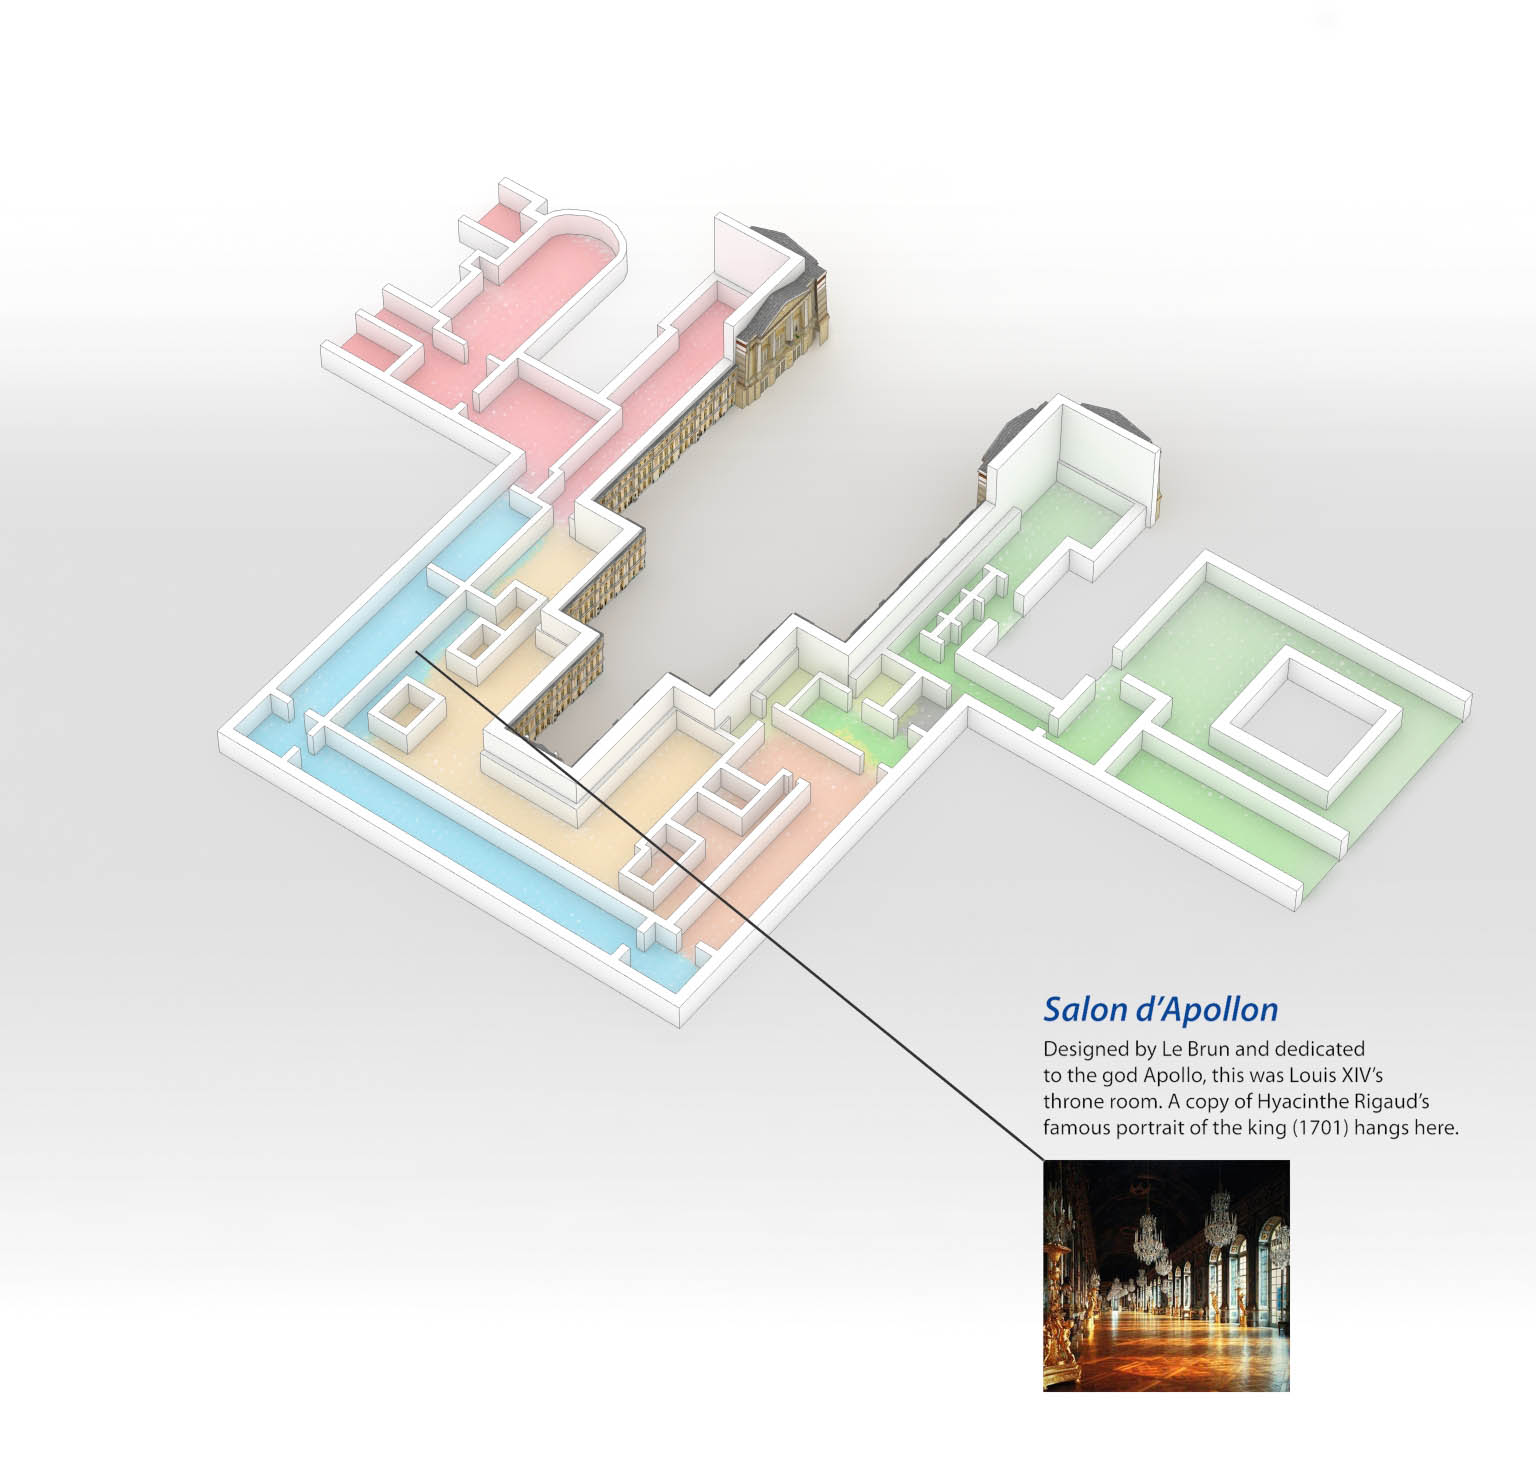 Salon d’Apollon
Designed by Le Brun and dedicated
to the god Apollo, this was Louis XIV’s
throne room. A copy of Hyacinthe Rigaud’s
famous portrait of the king (1701) hangs here.